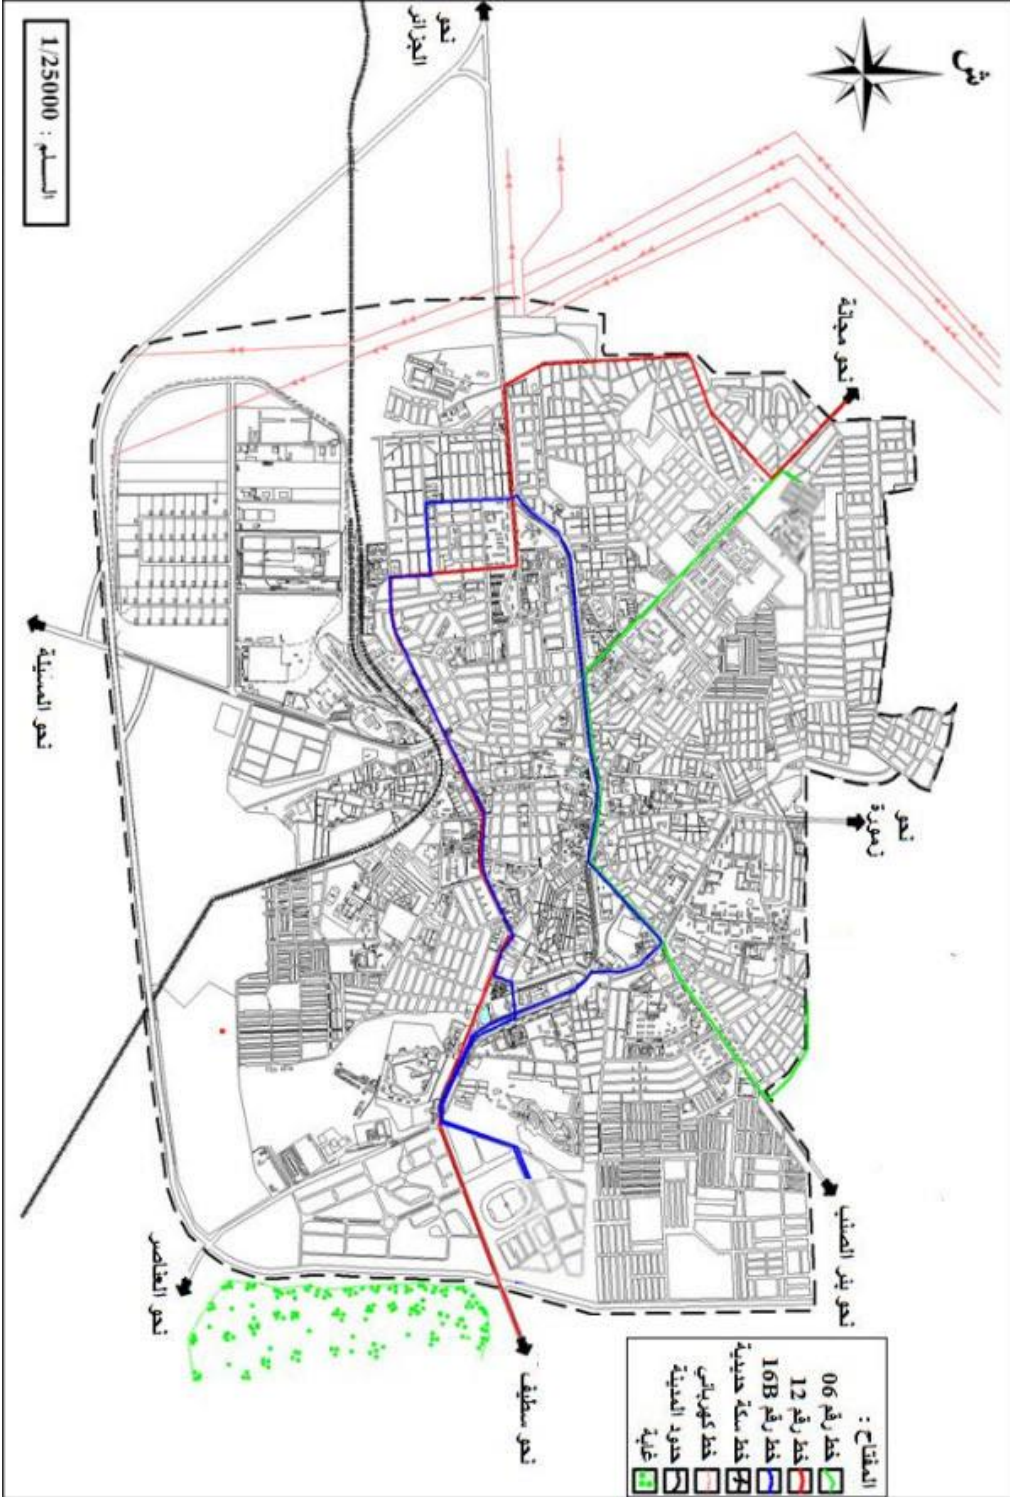 ش
نحو
الجزائر
السلم : 1/25000
نحو مجانة
نحو
زمورة
نحو المسيلة
نحو بئر الصنب
نحو العناصر
نحو سطيف
المفتاح :
خط رقم 06
خط رقم 12
خط رقم 16B
خط سكة حديدية
خط كهربائي
حدود المدينة
غابة